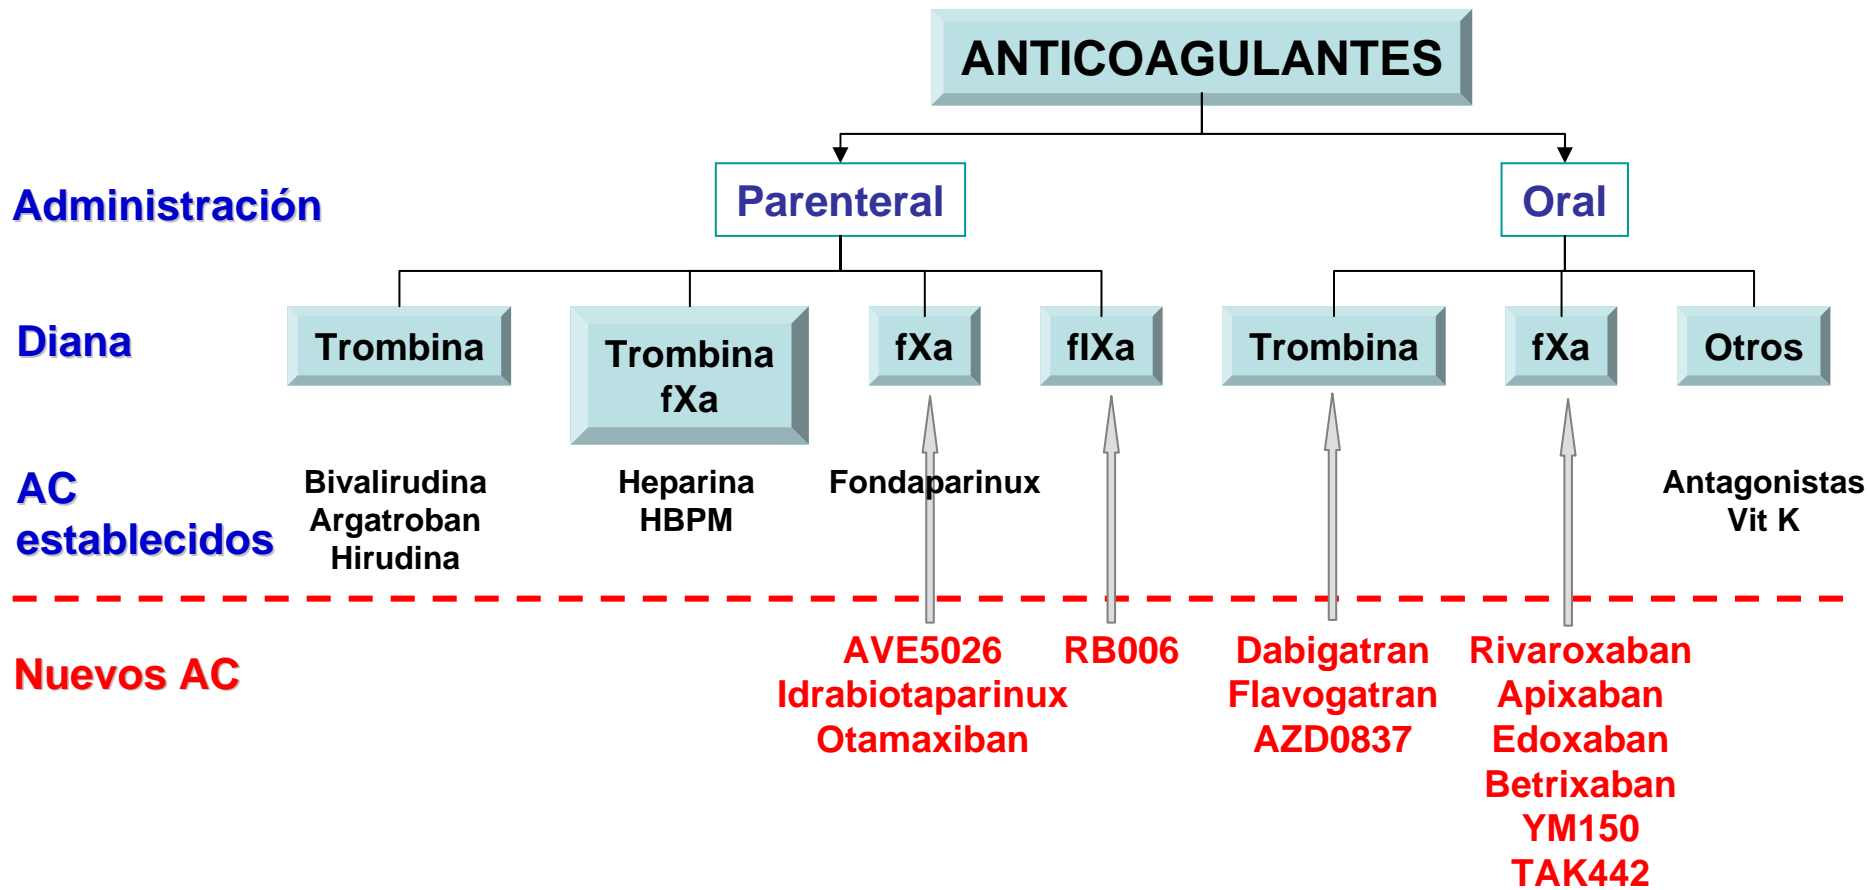 ANTICOAGULANTES
Administración
Parenteral
Oral
Diana
Trombina
Trombina
fXa
fXa
fIXa
Trombina
fXa
Otros
AC
establecidos
Bivalirudina
Argatroban
Hirudina
Heparina
HBPM
Fondaparinux
Antagonistas
Vit K
Nuevos AC
AVE5026
Idrabiotaparinux
Otamaxiban
RB006
Dabigatran
Flavogatran
AZD0837
Rivaroxaban
Apixaban
Edoxaban
Betrixaban
YM150
TAK442